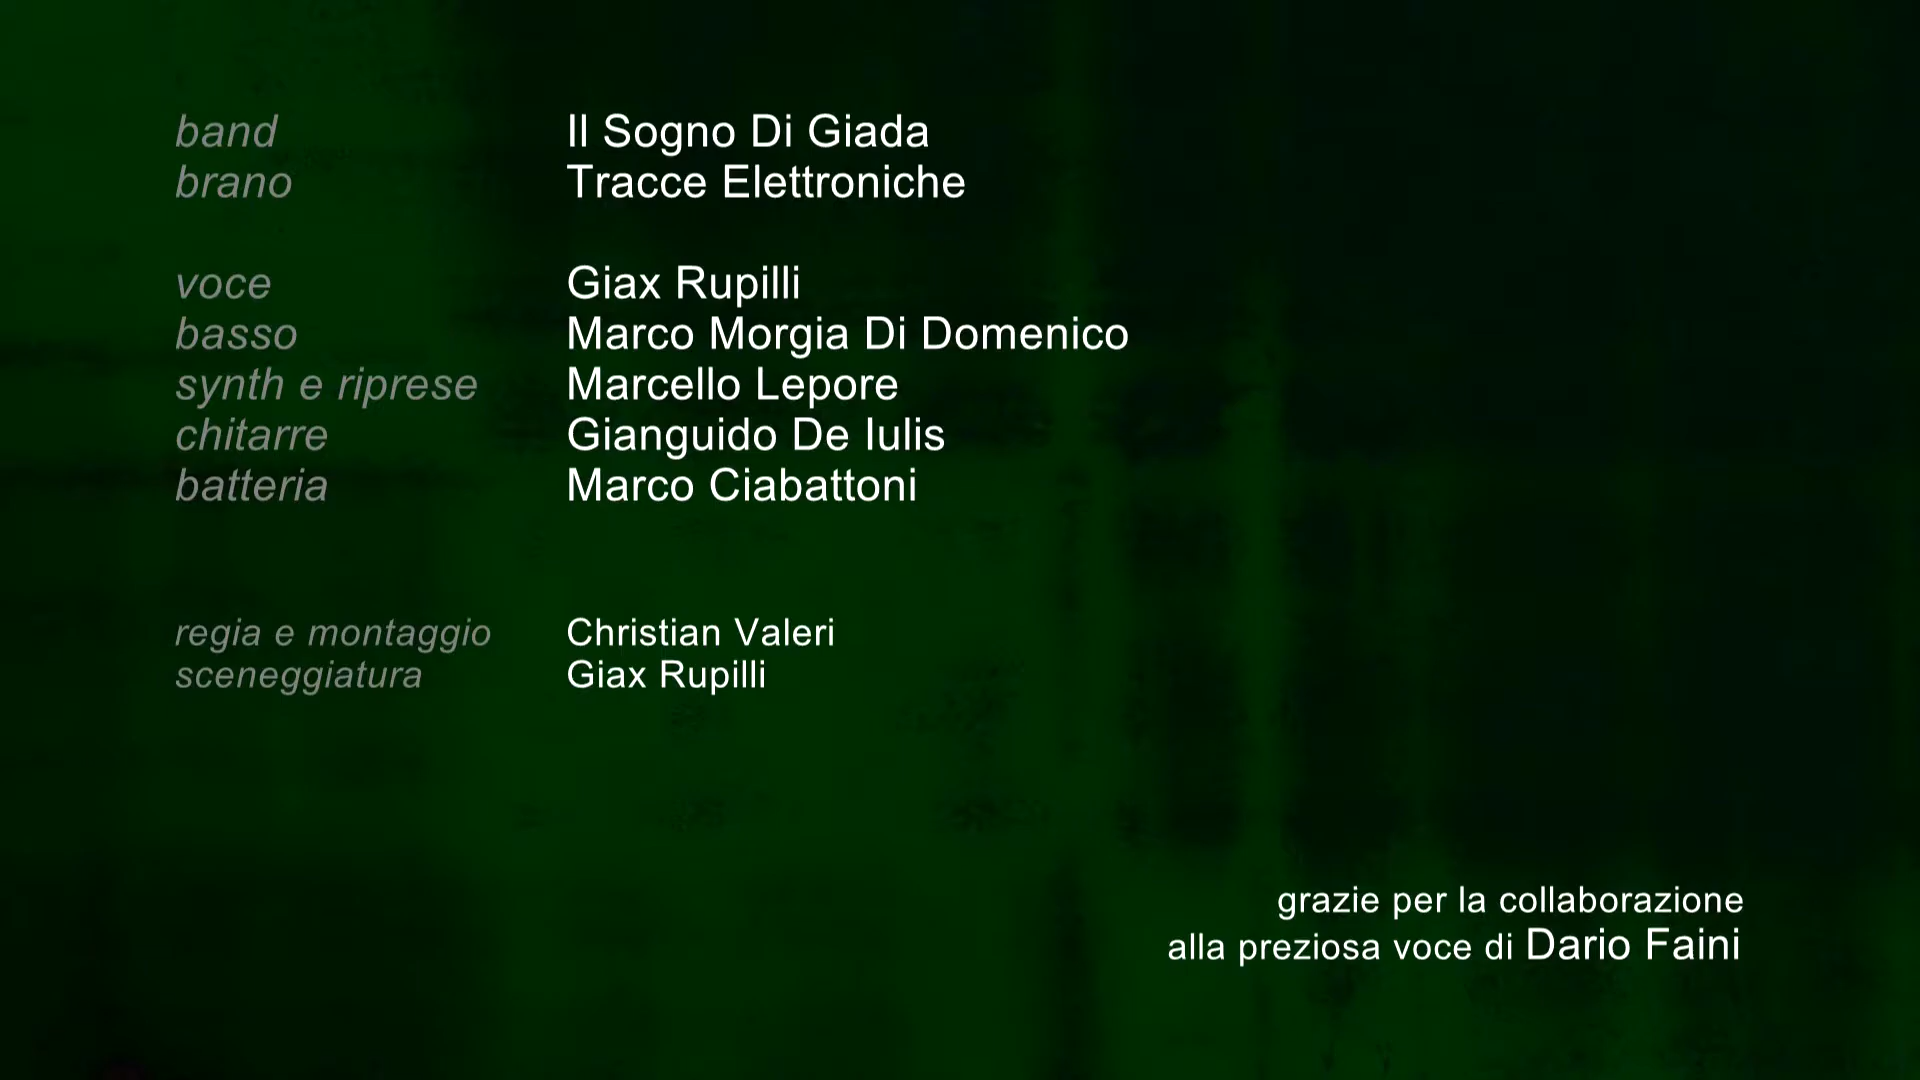 band Il Sogno Di Giada
brano Tracce Elettroniche
voce Giax Rupilli
basso Marco Morgia Di Domenico
synth e riprese Marcello Lepore
chitarre Gianguido De Iulis
batteria Marco Ciabattoni
regia e montaggio Christian Valeri
sceneggiatura Giax Rupilli
grazie per la collaborazione
alla preziosa voce di Dario Faini